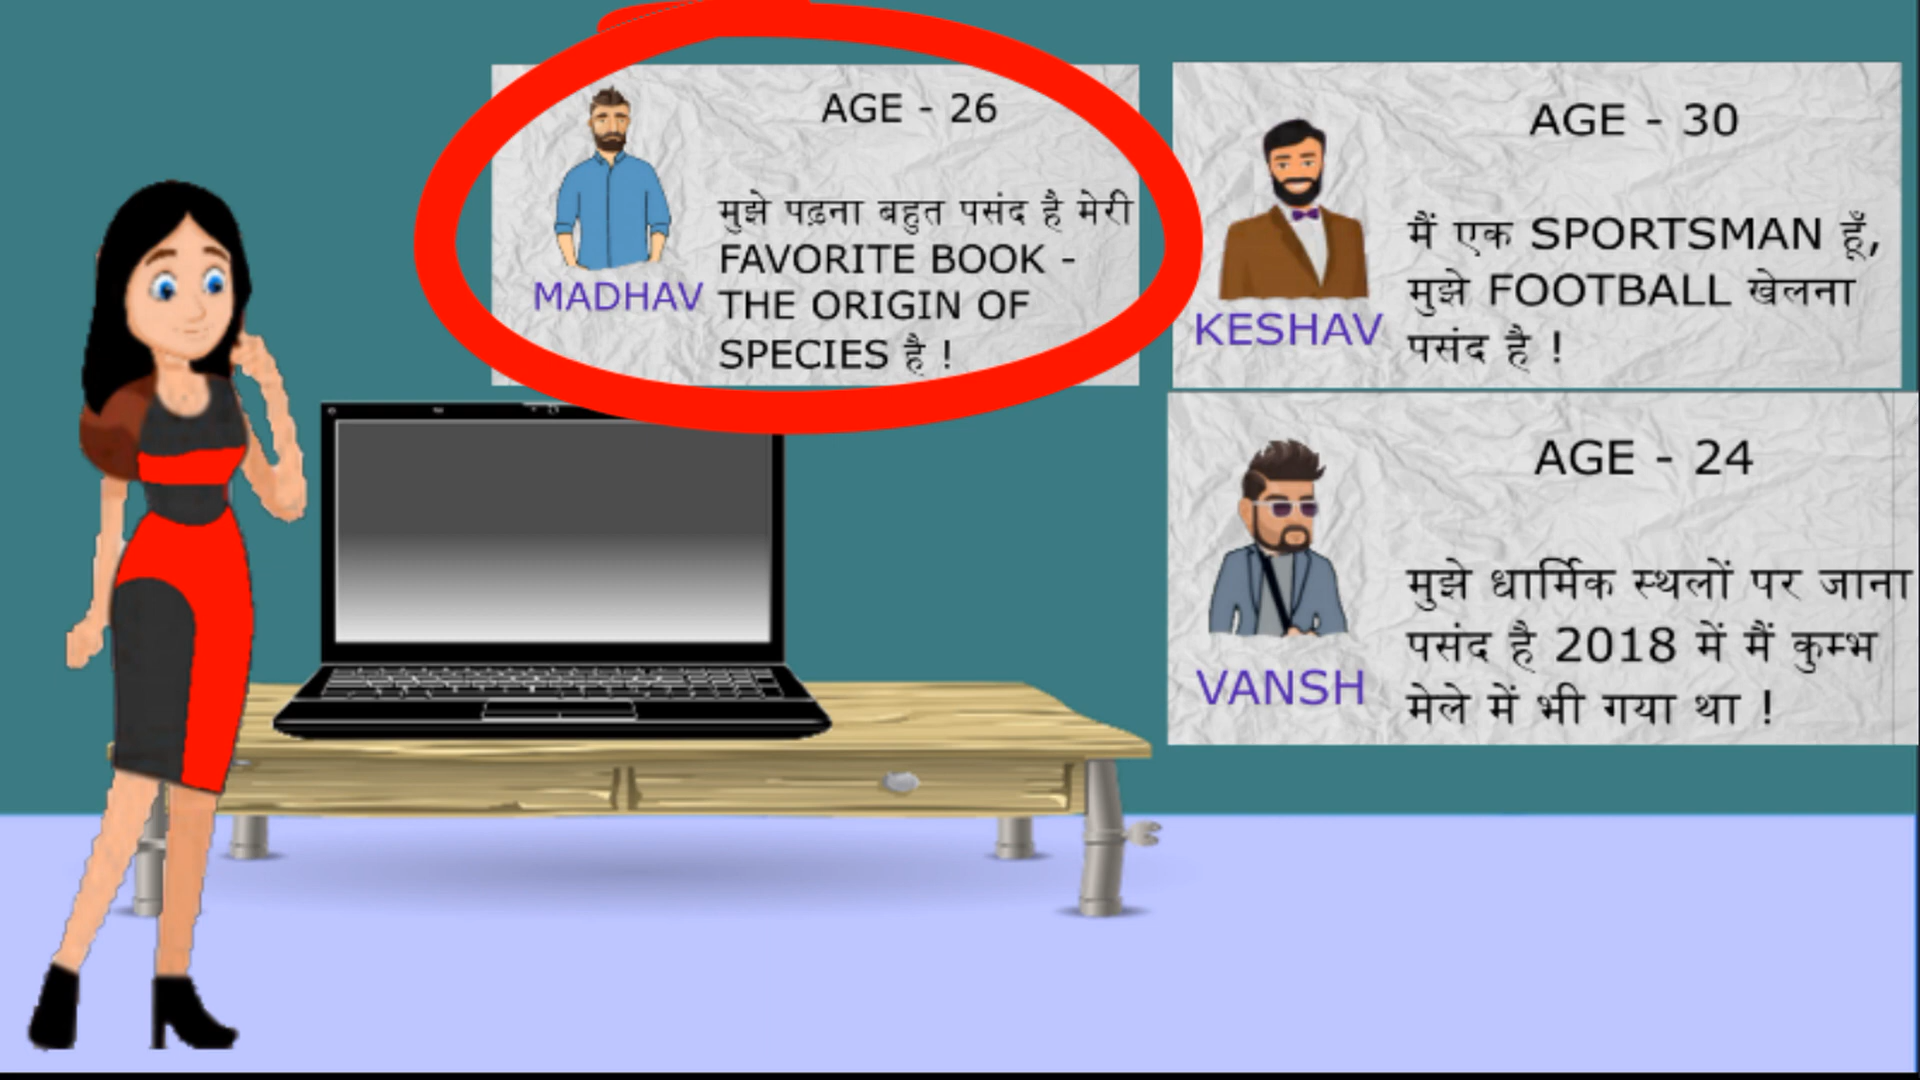 AGE - 26
मुझे पढ़ना बहुत पसंद है मेरी
FAVORITE BOOK -
THE ORIGIN OF
SPECIES है !
MADHAV
AGE - 30
मैं एक SPORTSMAN हूँ,
मुझे FOOTBALL खेलना
पसंद है !
KESHAV
AGE - 24
मुझे धार्मिक स्थलों पर जाना
पसंद है 2018 में मैं कुम्भ
मेले में भी गया था !
VANSH